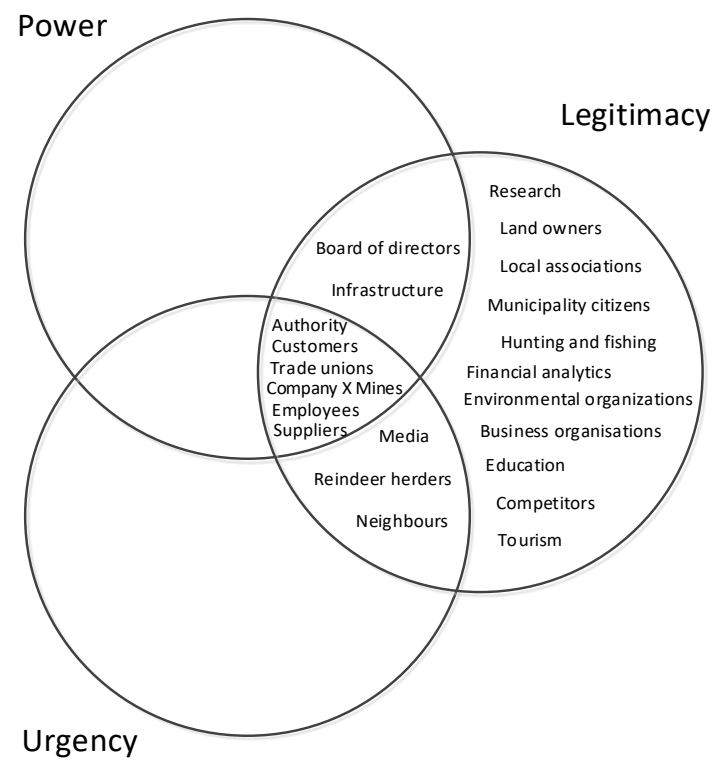 Power
Legitimacy
Research
Land owners
Board of directors
Local associations
Infrastructure
Municipality citizens
Authority
Customers
Hunting and fishing
Trade unions
Financial analytics
Company X Mines
Environmental organizations
Employees
Suppliers
Media
Business organisations
Education
Reindeer herders
Competitors
Neighbours
Tourism
Urgency